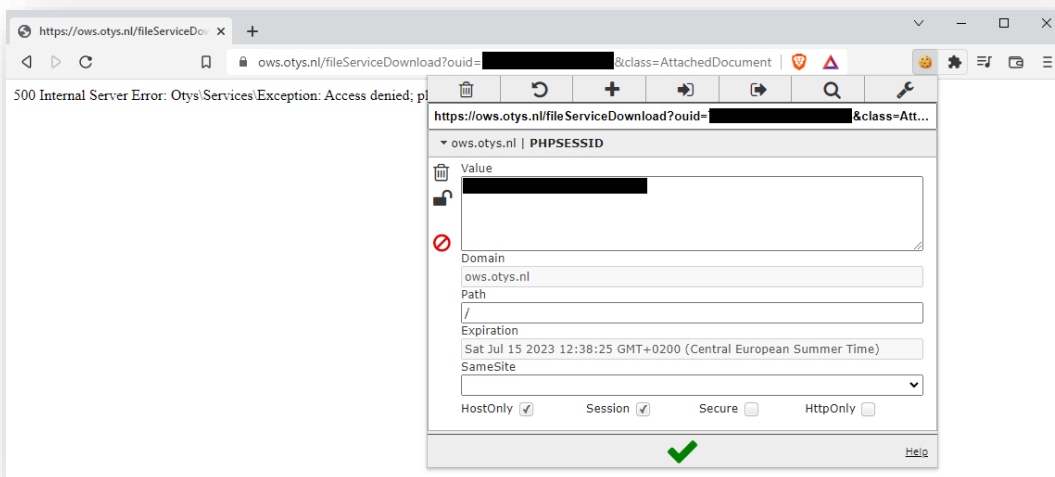 https://ows.otys.nl/fileServiceDov
ows.otys.nl/fileServiceDownload?ouid= &class=AttachedDocument
500 Internal Server Error: Otys\Services\Exception: Access denied;
https://ows.otys.nl/fileServiceDownload?ouid= &class=Att...
ows.otys.nl | PHPSESSID
Value
Domain
ows.otys.nl
Path
/
Expiration
Sat Jul 15 2023 12:38:25 GMT+0200 (Central European Summer Time)
SameSite
HostOnly Session Secure HttpOnly
Help